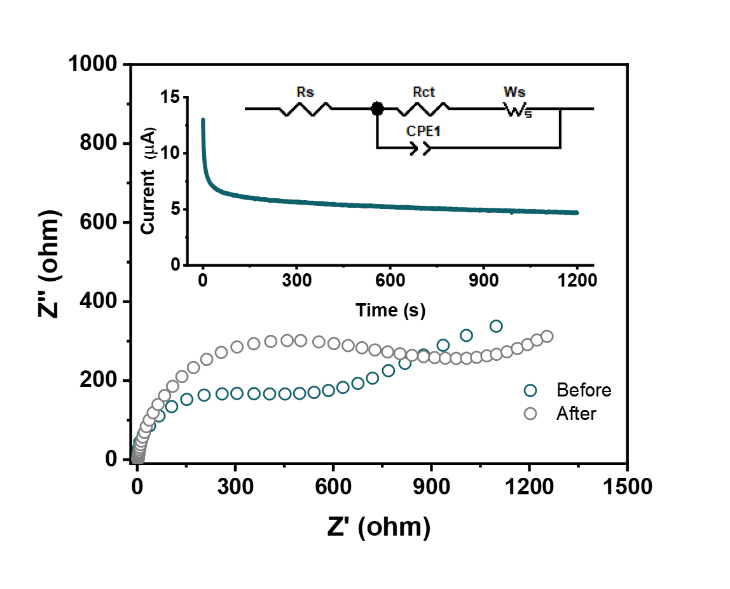 1000
800
600
400
200
0
Z'' (ohm)
0
300
600
900
1200
1500
Z' (ohm)
15
10
5
0
Current (μA)
0
300
600
900
1200
Time (s)
Rs
Rct
Ws
s
CPE1
Before
After